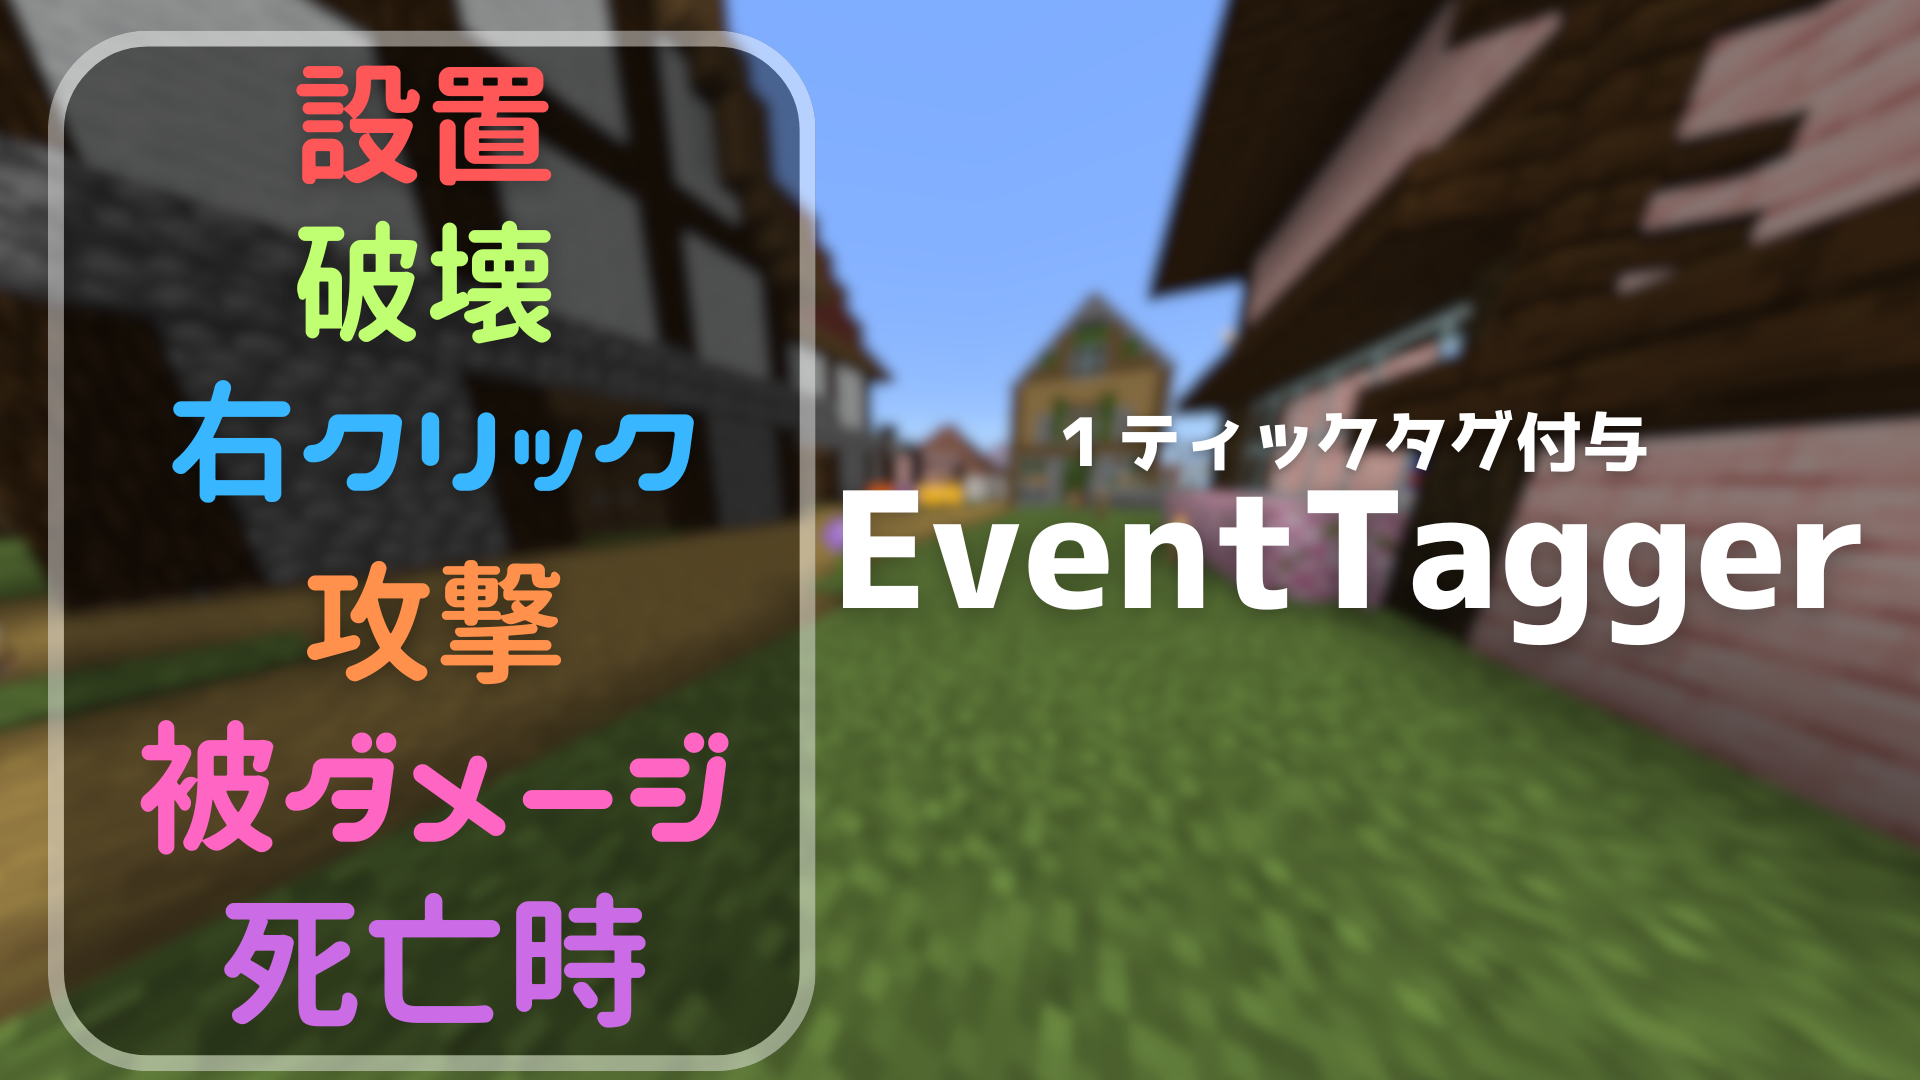 設置
破壊
右クリック
攻撃
被ダメージ
死亡時
1ティックタグ付与
EventTagger